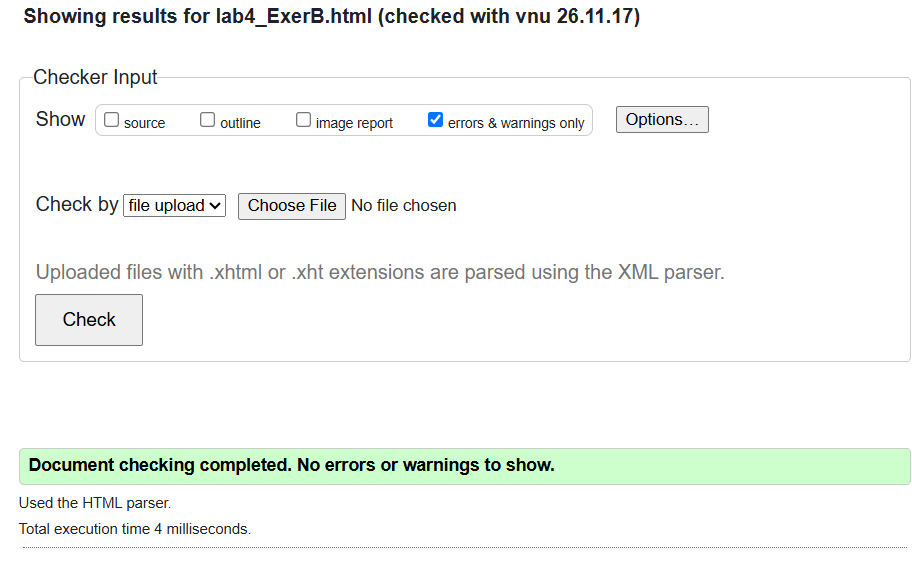 Showing results for lab4_ExerB.html (checked with vnu 26.11.17)
Checker Input
Show source outline image report errors & warnings only Options...
Check by file upload Choose File No file chosen
Uploaded files with .xhtml or .xht extensions are parsed using the XML parser.
Check
Document checking completed. No errors or warnings to show.
Used the HTML parser.
Total execution time 4 milliseconds.